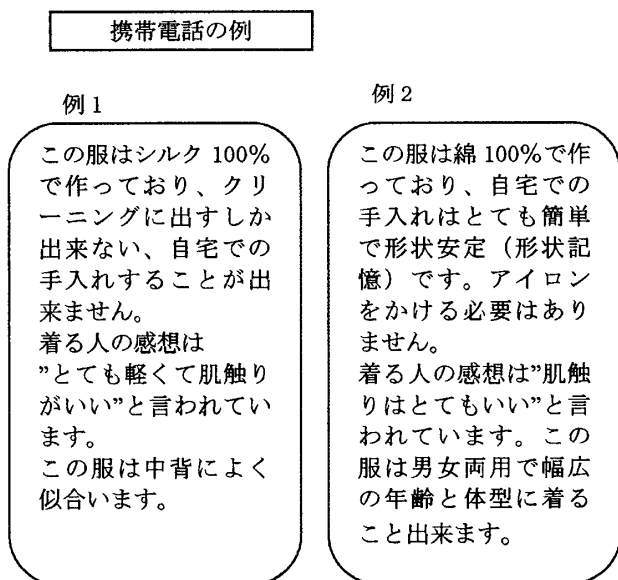 携帯電話の例
例1
この服はシルク 100%
で作っており、クリ
ーニングに出すしか
出来ない、自宅での
手入れすることが出
来ません。
着る人の感想は
”とても軽くて肌触り
がいい”と言われてい
ます。
この服は中背によく
似合います。
例2
この服は綿 100%で作
っており、自宅での
手入れはとても簡単
で形状安定（形状記
憶）です。アイロン
をかける必要はあり
ません。
着る人の感想は”肌触
りはとてもいい”と言
われています。この
服は男女両用で幅広
の年齢と体型に着る
こと出来ます。